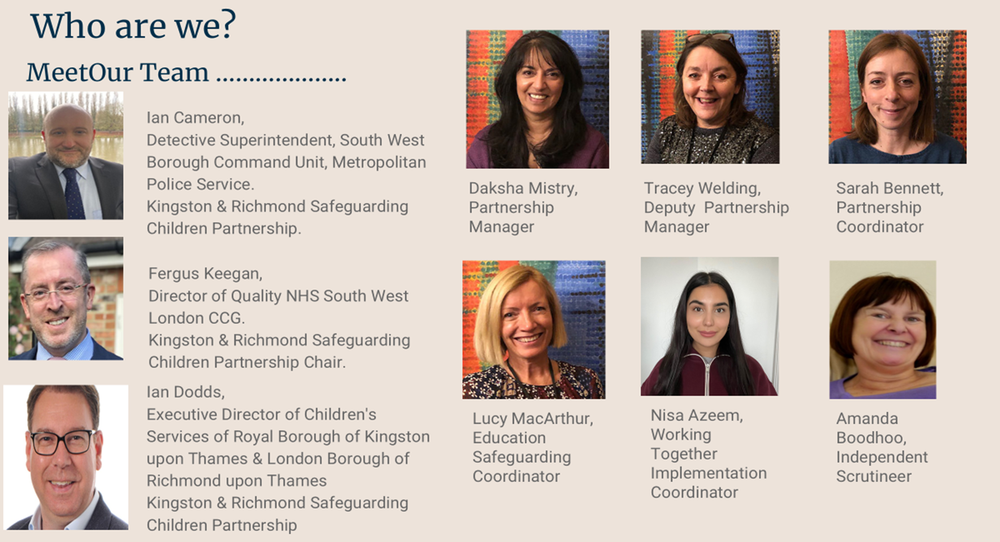 Who are we?
MeetOur Team ....................
Ian Cameron,
Detective Superintendent, South West
Borough Command Unit, Metropolitan
Police Service.
Kingston & Richmond Safeguarding
Children Partnership.
Fergus Keegan,
Director of Quality NHS South West
London CCG.
Kingston & Richmond Safeguarding
Children Partnership Chair.
Ian Dodds,
Executive Director of Children's
Services of Royal Borough of Kingston
upon Thames & London Borough of
Richmond upon Thames
Kingston & Richmond Safeguarding
Children Partnership
Daksha Mistry,
Partnership
Manager
Tracey Welding,
Deputy  Partnership
Manager
Sarah Bennett,
Partnership
Coordinator
Lucy MacArthur,
Education
Safeguarding
Coordinator
Nisa Azeem,
Working
Together
Implementation
Coordinator
Amanda
Boodhoo,
Independent
Scrutineer